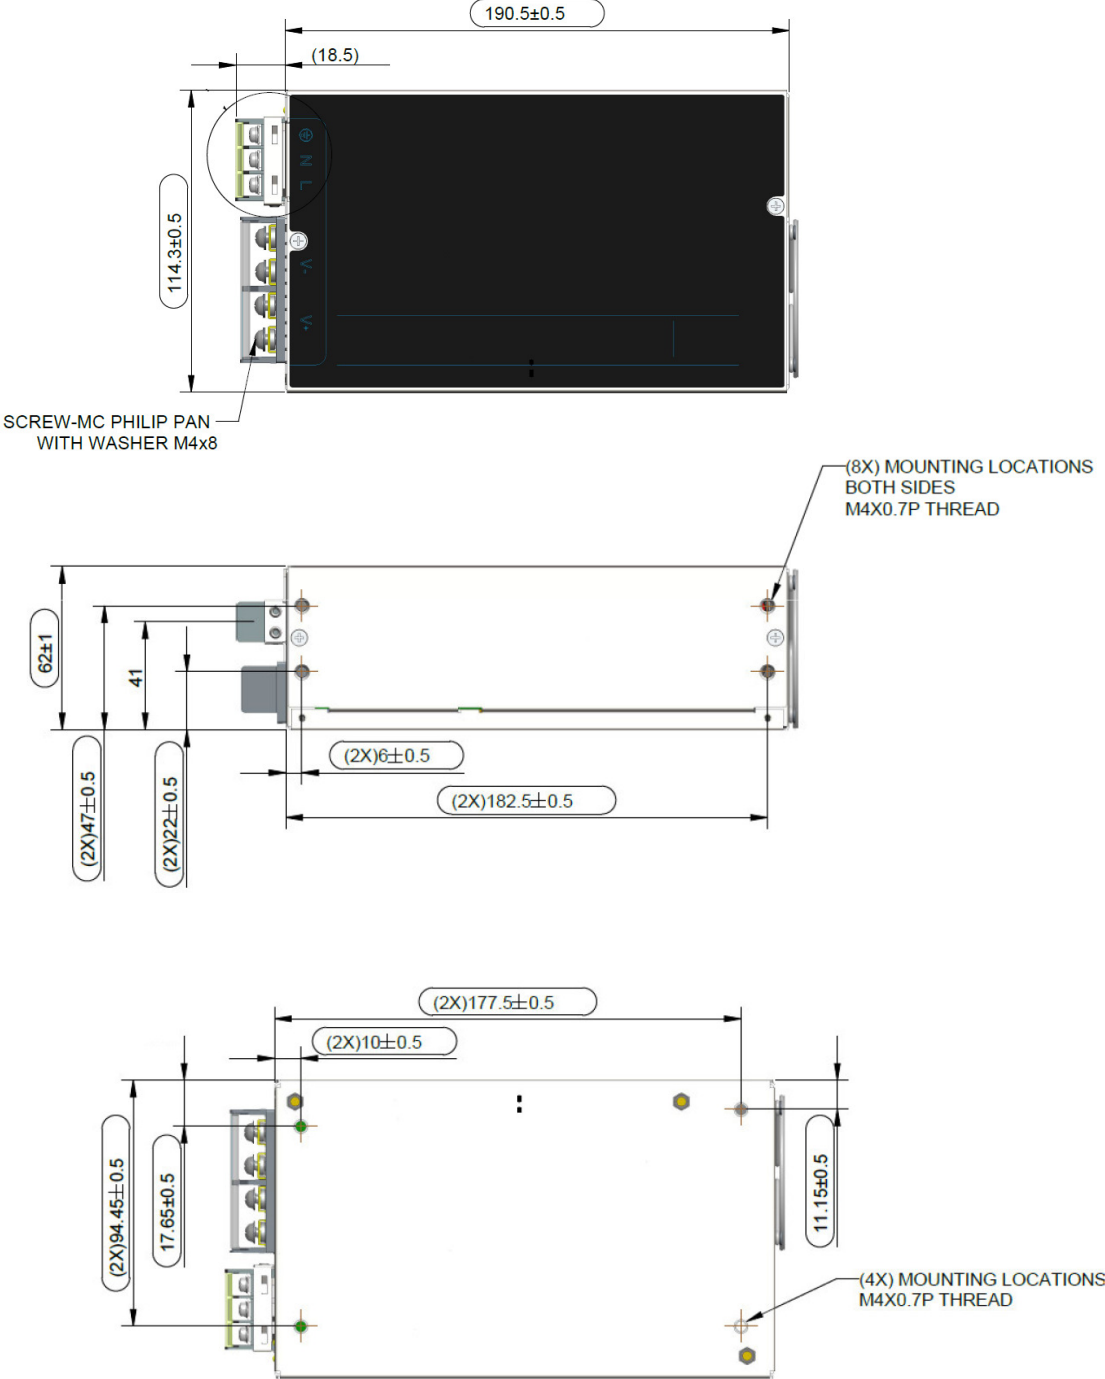 190.5±0.5
(18.5)
114.3±0.5
N
L
V-
V+
SCREW-MC PHILIP PAN
WITH WASHER M4x8
(8X) MOUNTING LOCATIONS
BOTH SIDES
M4X0.7P THREAD
62±1
41
(2X)47±0.5
(2X)22±0.5
(2X)6±0.5
(2X)182.5±0.5
(2X)177.5±0.5
(2X)10±0.5
(2X)94.45±0.5
17.65±0.5
11.15±0.5
(4X) MOUNTING LOCATIONS
M4X0.7P THREAD